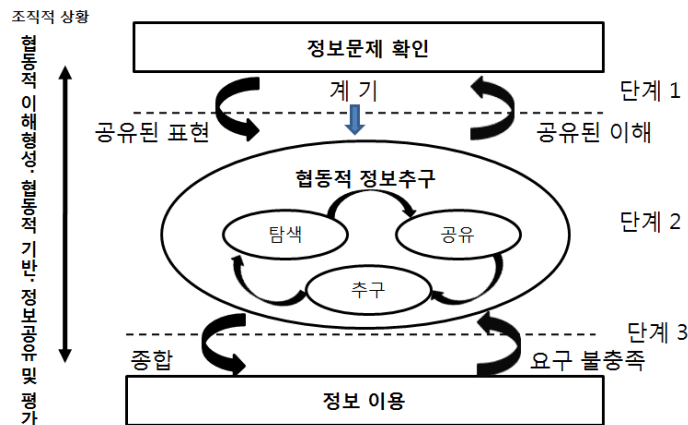 조직적 상황
협동적 이해형성· 협동적 기반· 정보공유 및 평가
정보문제 확인
계 기
단계 1
공유된 표현
공유된 이해
협동적 정보추구
탐색
공유
단계 2
추구
단계 3
종합
요구 불충족
정보 이용